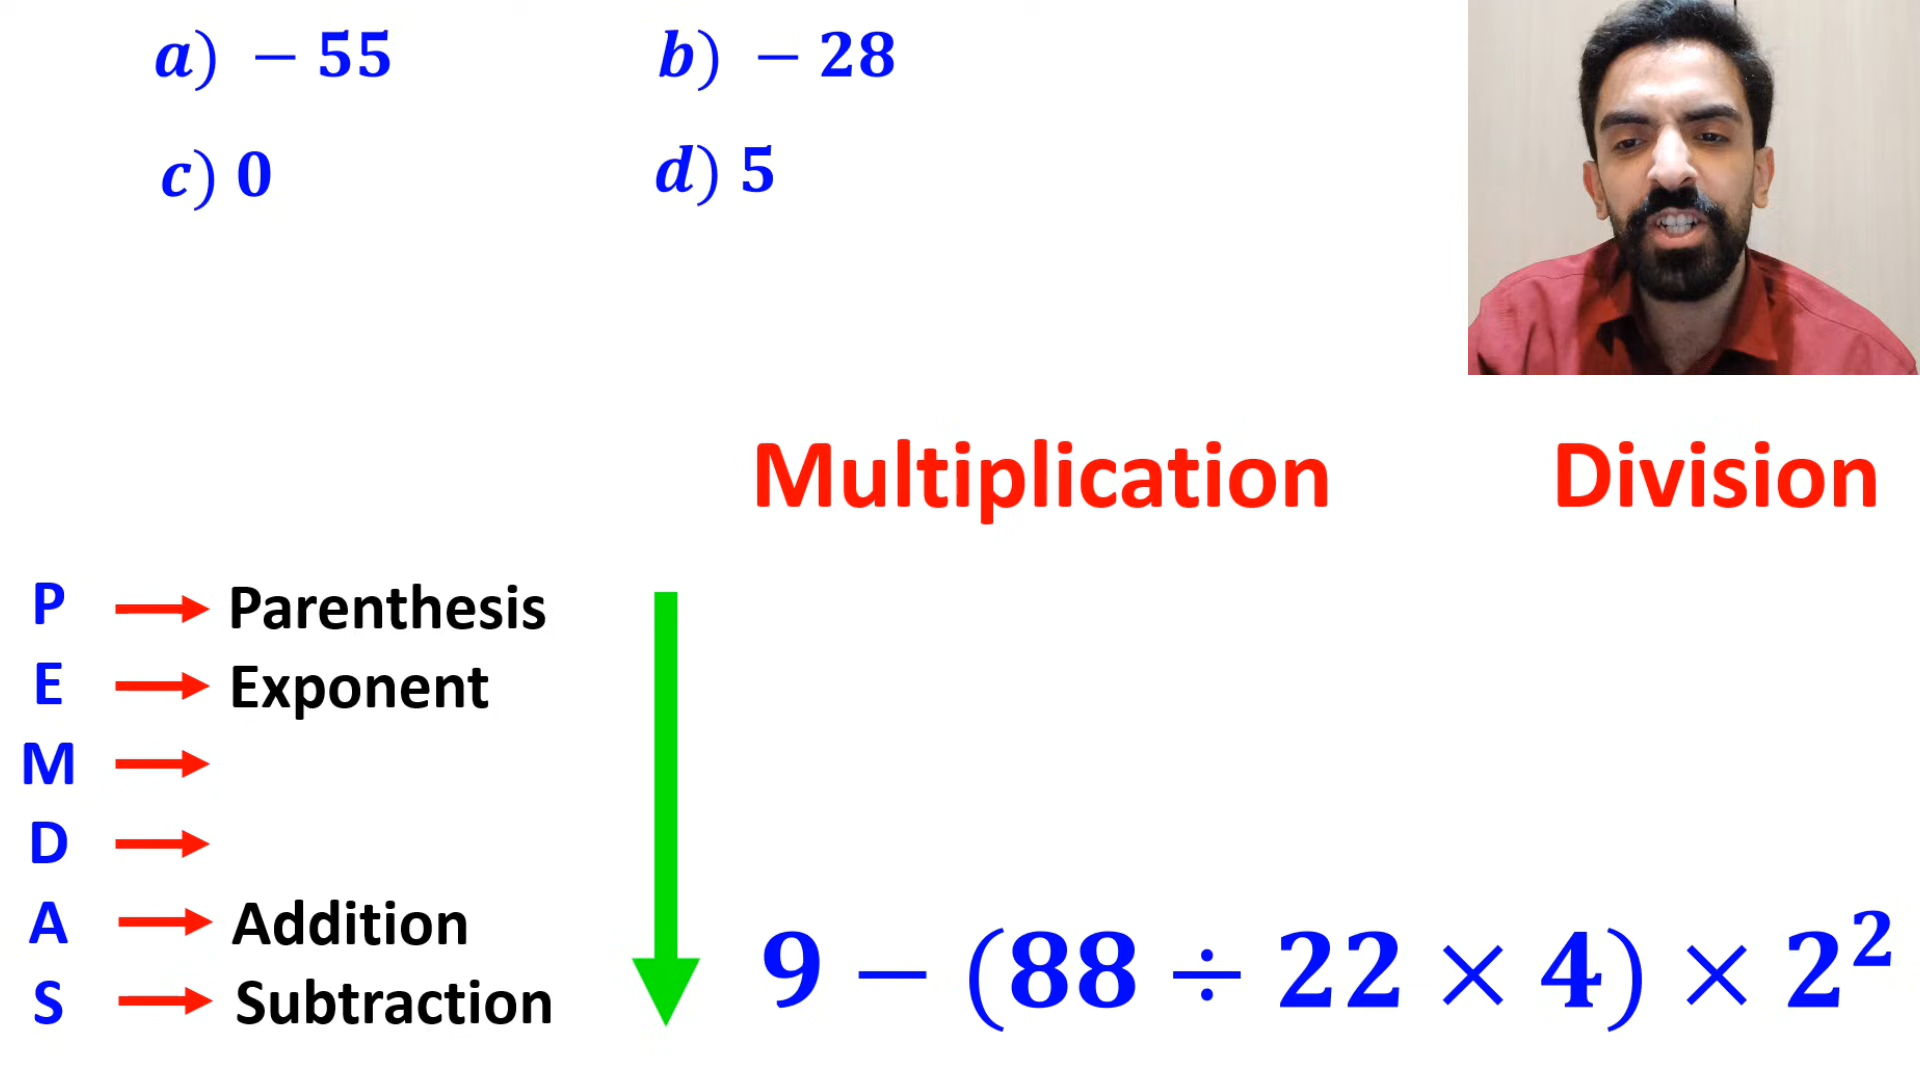 a) − 55 b) − 28
c) 0 d) 5
Multiplication Division
P → Parenthesis
E → Exponent
M →
D →
A → Addition
S → Subtraction
9 − (88 ÷ 22 × 4) × 2²